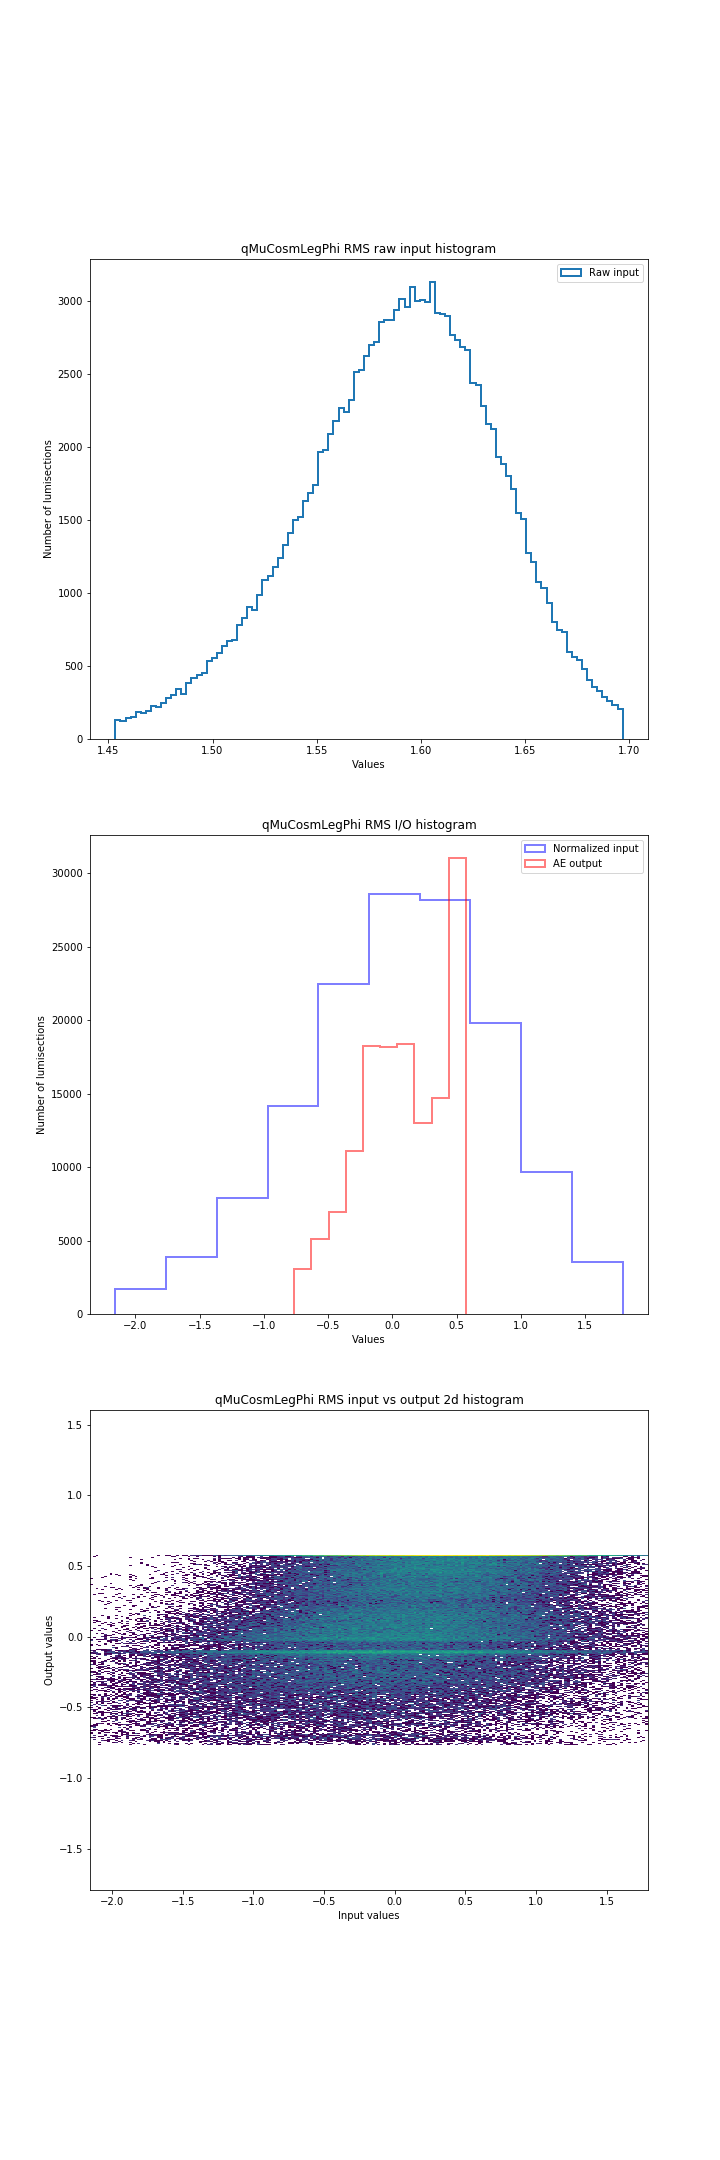 qMuCosmLegPhi RMS raw input histogram
Raw input
3000
2500
2000
1500
1000
500
0
Number of lumisections
1.45 1.50 1.55 1.60 1.65 1.70
Values
qMuCosmLegPhi RMS I/O histogram
Normalized input
AE output
30000
25000
20000
15000
10000
5000
0
Number of lumisections
−2.0 −1.5 −1.0 −0.5 0.0 0.5 1.0 1.5
Values
qMuCosmLegPhi RMS input vs output 2d histogram
1.5
1.0
0.5
0.0
−0.5
−1.0
−1.5
Output values
−2.0 −1.5 −1.0 −0.5 0.0 0.5 1.0 1.5
Input values